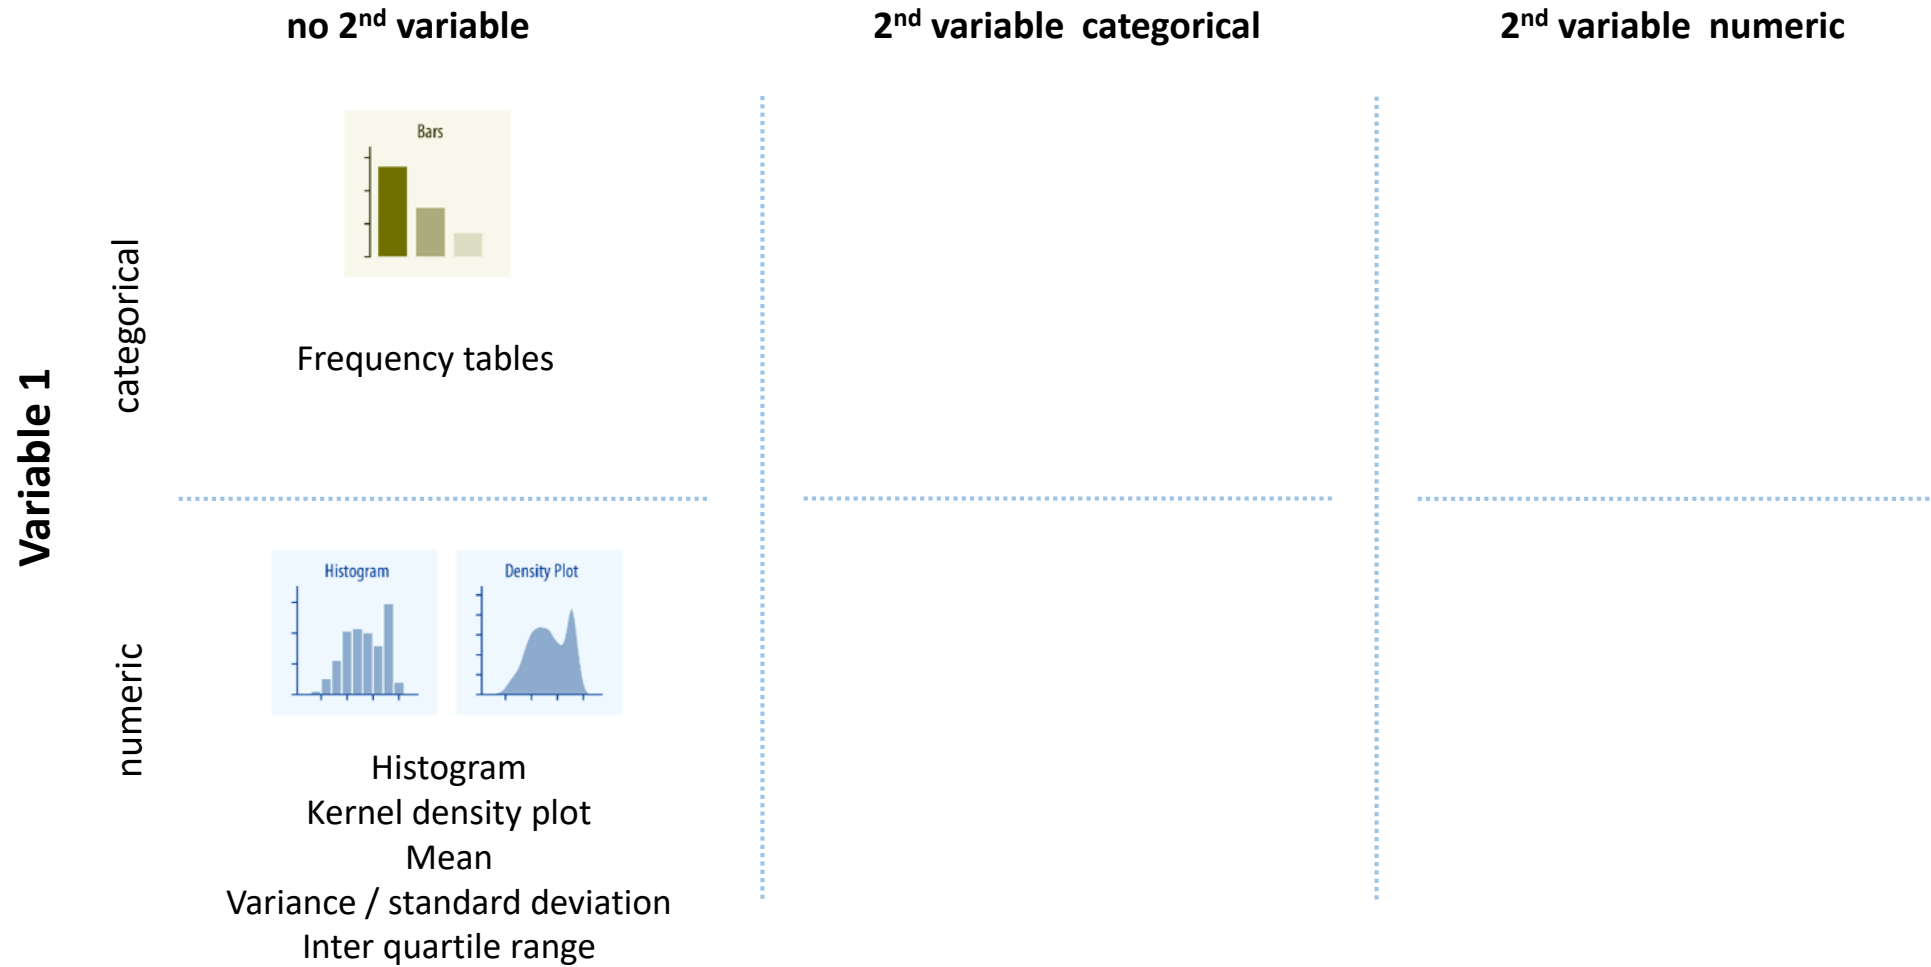 no 2nd variable
2nd variable categorical
2nd variable numeric
Variable 1
categorical
Bars
Frequency tables
numeric
Histogram
Density Plot
Histogram
Kernel density plot
Mean
Variance / standard deviation
Inter quartile range